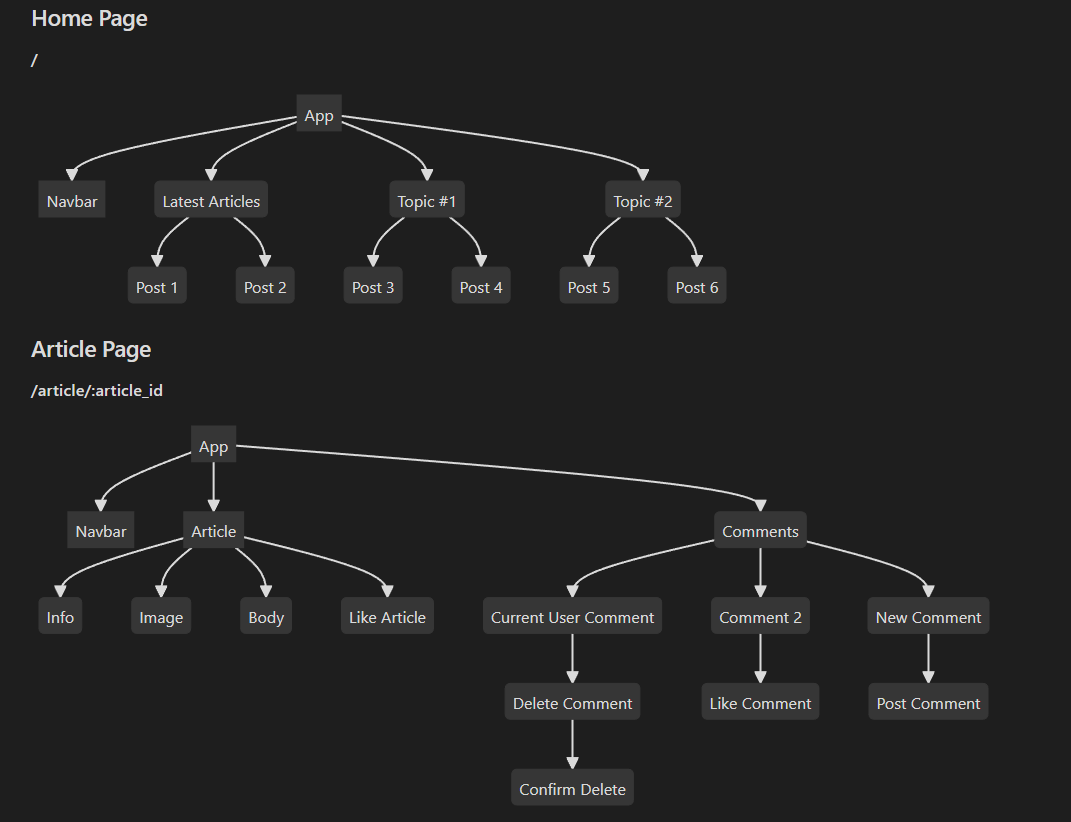 Home Page
/
App
Navbar
Latest Articles
Topic #1
Topic #2
Post 1
Post 2
Post 3
Post 4
Post 5
Post 6
Article Page
/article/:article_id
App
Navbar
Article
Comments
Info
Image
Body
Like Article
Current User Comment
Comment 2
New Comment
Delete Comment
Like Comment
Post Comment
Confirm Delete